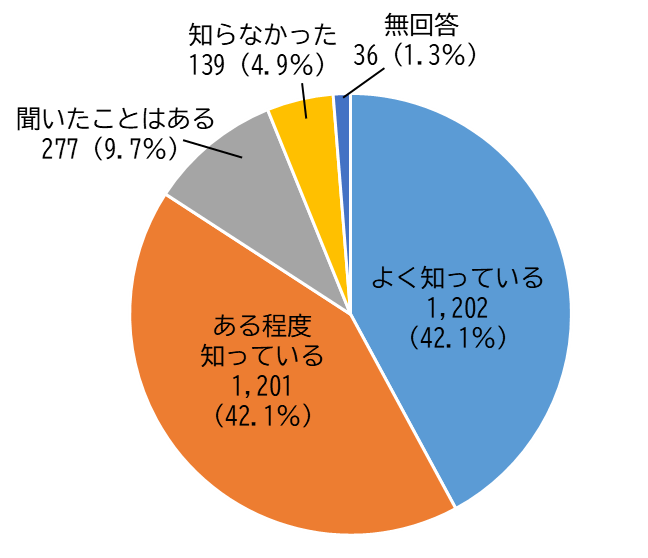 無回答
36（1.3％）
知らなかった
139（4.9％）
聞いたことはある
277（9.7％）
よく知っている
1,202
（42.1％）
ある程度
知っている
1,201
（42.1％）